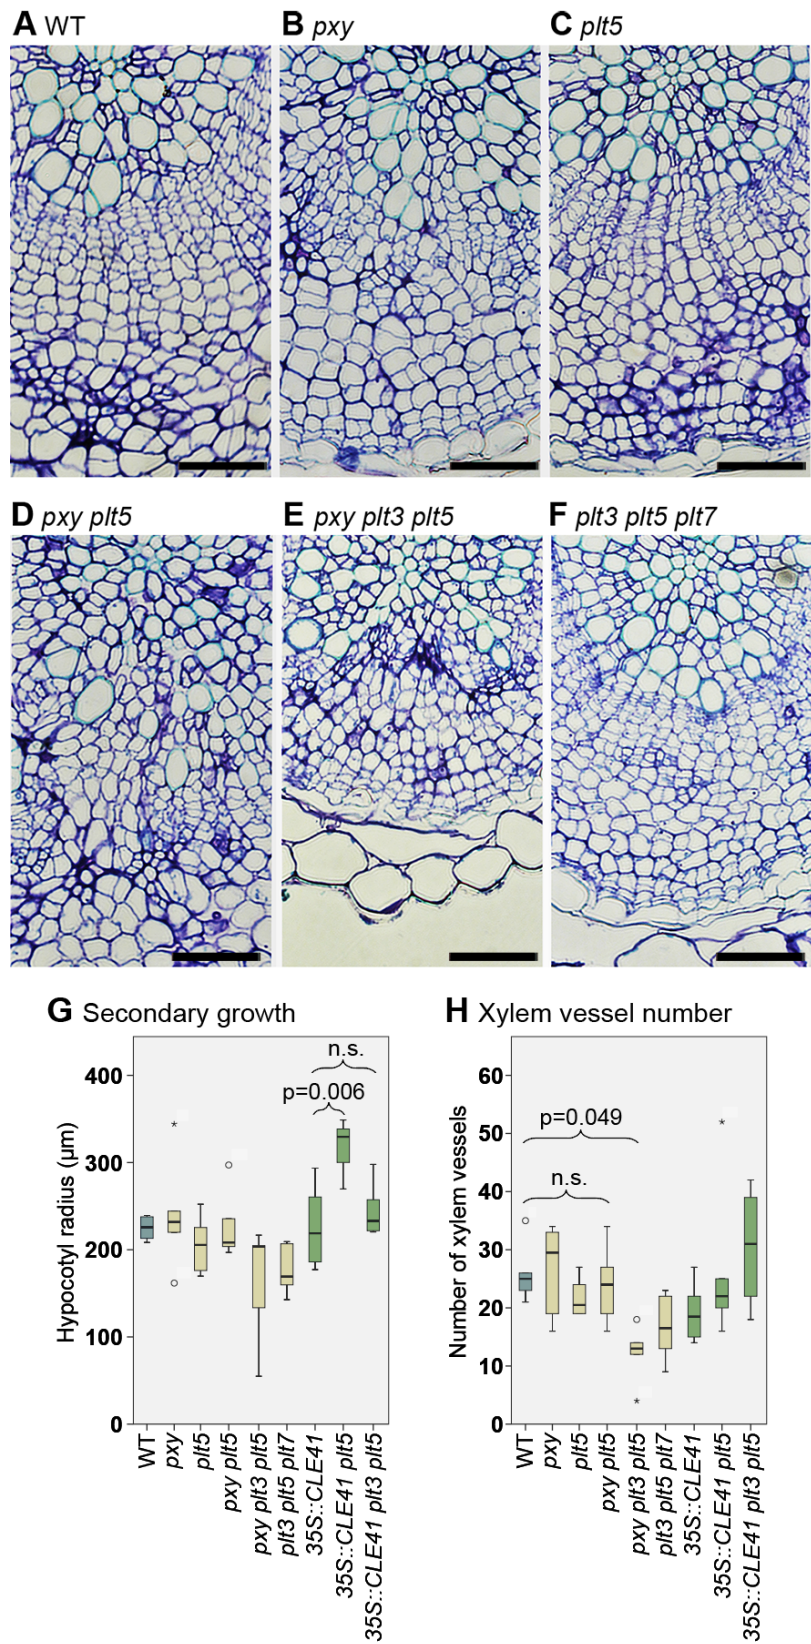 A WT
B pxy
C plt5
D pxy plt5
E pxy plt3 plt5
F plt3 plt5 plt7
G Secondary growth
H Xylem vessel number
Hypocotyl radius (µm)
400
300
200
100
0
n.s.
p=0.006
WT
pxy
plt5
pxy plt5
pxy plt3 plt5
plt3 plt5 plt7
35S::CLE41
35S::CLE41 plt5
35S::CLE41 plt3 plt5
Number of xylem vessels
60
50
40
30
20
10
0
p=0.049
n.s.
WT
pxy
plt5
pxy plt5
pxy plt3 plt5
plt3 plt5 plt7
35S::CLE41
35S::CLE41 plt5
35S::CLE41 plt3 plt5